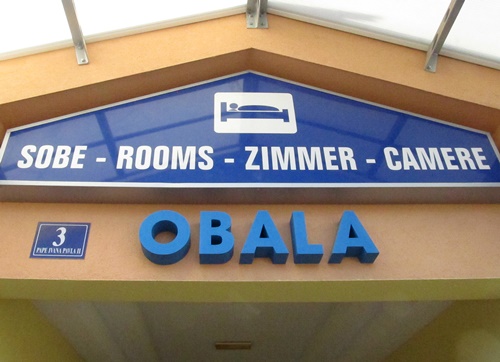 SOBE - ROOMS - ZIMMER - CAMERE
OBALA
3
PAPE IVANA PAVLA II